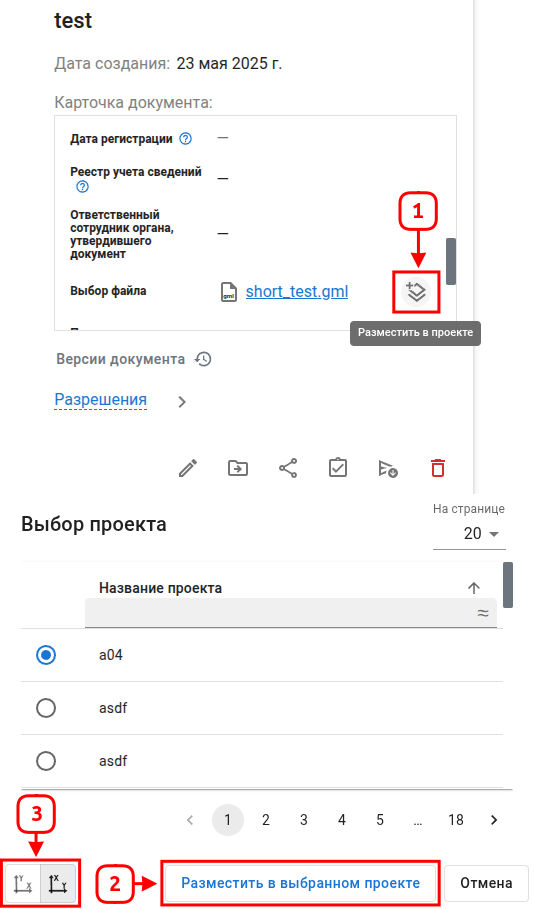 test
Дата создания: 23 мая 2025 г.
Карточка документа:
Дата регистрации ? —
Реестр учета сведений
? —
Ответственный
сотрудник органа,
утвердившего
документ
—
1
Выбор файла gml short_test.gml
Разместить в проекте
Версии документа
Разрешения
Выбор проекта
На странице
20
Название проекта
≈
a04
asdf
asdf
1 2 3 4 5 ... 18
3
Y X X Y
2
Разместить в выбранном проекте
Отмена